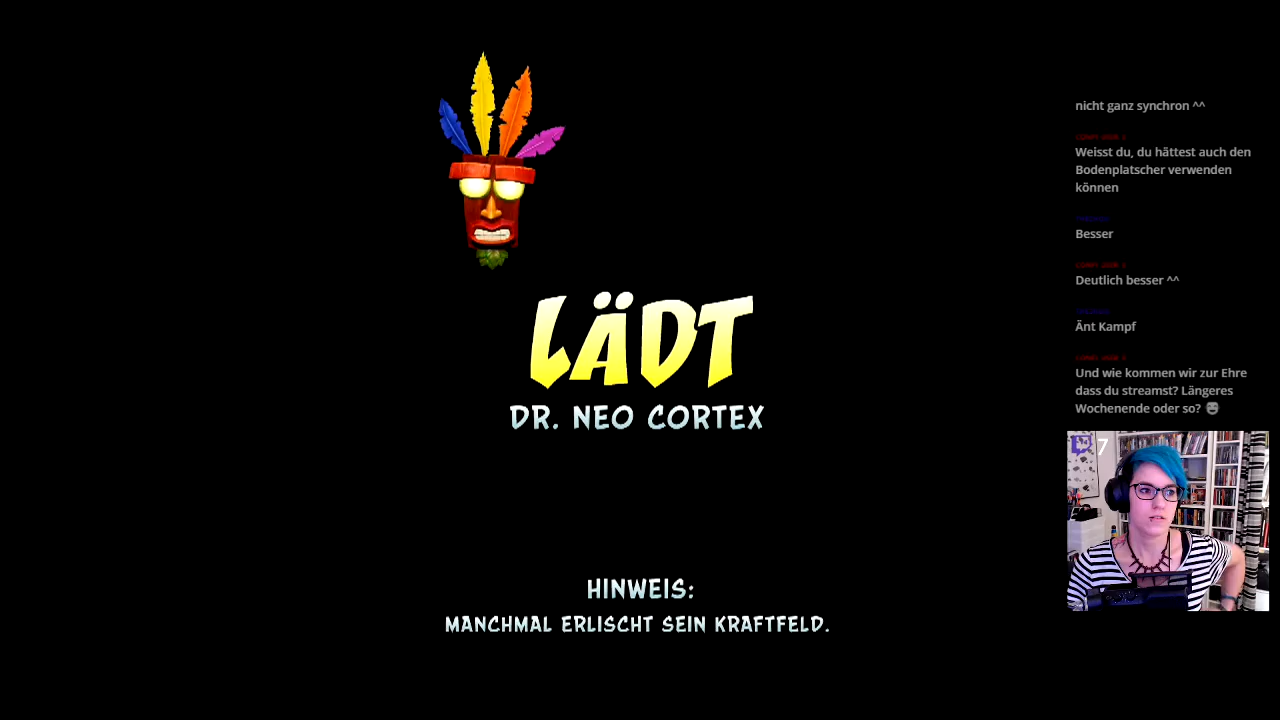 nicht ganz synchron ^^
Weisst du, du hättest auch den
Bodenplatscher verwenden
können
Besser
Deutlich besser ^^
Änt Kampf
Und wie kommen wir zur Ehre
dass du streamst? Längeres
Wochenende oder so?
7
LÄDT
DR. NEO CORTEX
HINWEIS:
MANCHMAL ERLISCHT SEIN KRAFTFELD.